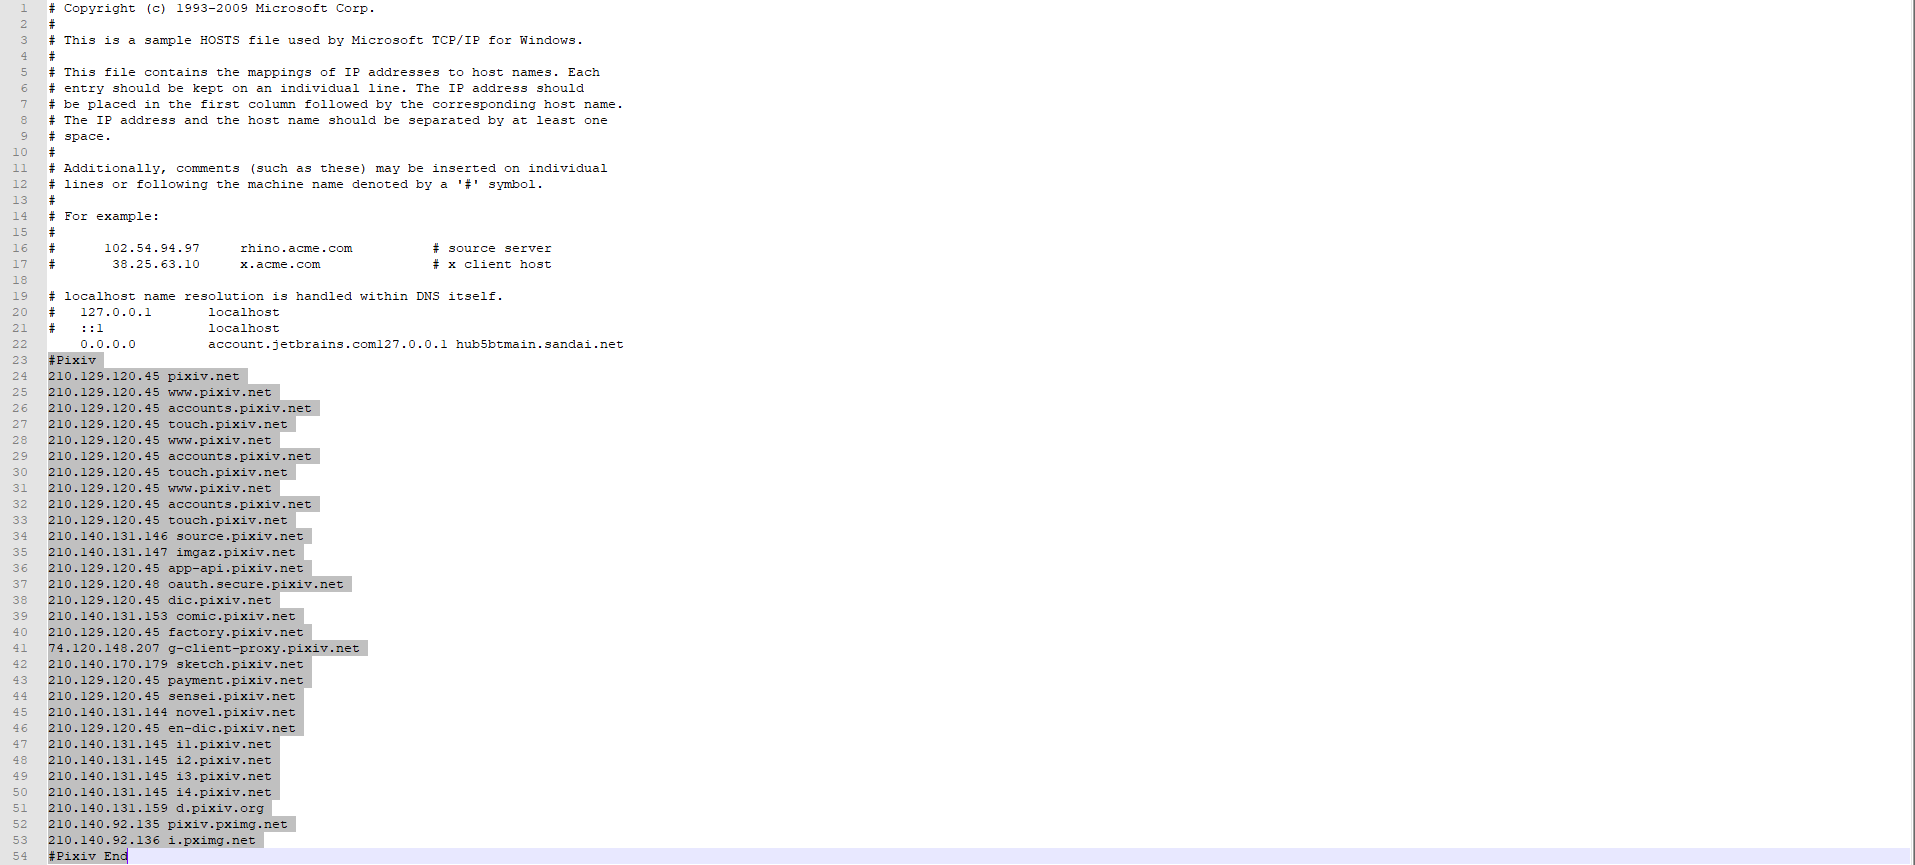 1 # Copyright (c) 1993-2009 Microsoft Corp.
2 #
3 # This is a sample HOSTS file used by Microsoft TCP/IP for Windows.
4 #
5 # This file contains the mappings of IP addresses to host names. Each
6 # entry should be kept on an individual line. The IP address should
7 # be placed in the first column followed by the corresponding host name.
8 # The IP address and the host name should be separated by at least one
9 # space.
10 #
11 # Additionally, comments (such as these) may be inserted on individual
12 # lines or following the machine name denoted by a '#' symbol.
13 #
14 # For example:
15 #
16 # 102.54.94.97 rhino.acme.com # source server
17 # 38.25.63.10 x.acme.com # x client host
18
19 # localhost name resolution is handled within DNS itself.
20 # 127.0.0.1 localhost
21 # ::1 localhost
22 0.0.0.0 account.jetbrains.com127.0.0.1 hub5btmain.sandai.net
23 #Pixiv
24 210.129.120.45 pixiv.net
25 210.129.120.45 www.pixiv.net
26 210.129.120.45 accounts.pixiv.net
27 210.129.120.45 touch.pixiv.net
28 210.129.120.45 www.pixiv.net
29 210.129.120.45 accounts.pixiv.net
30 210.129.120.45 touch.pixiv.net
31 210.129.120.45 www.pixiv.net
32 210.129.120.45 accounts.pixiv.net
33 210.129.120.45 touch.pixiv.net
34 210.140.131.146 source.pixiv.net
35 210.140.131.147 imgaz.pixiv.net
36 210.129.120.45 app-api.pixiv.net
37 210.129.120.48 oauth.secure.pixiv.net
38 210.129.120.45 dic.pixiv.net
39 210.140.131.153 comic.pixiv.net
40 210.129.120.45 factory.pixiv.net
41 74.120.148.207 g-client-proxy.pixiv.net
42 210.140.170.179 sketch.pixiv.net
43 210.129.120.45 payment.pixiv.net
44 210.129.120.45 sensei.pixiv.net
45 210.140.131.144 novel.pixiv.net
46 210.129.120.45 en-dic.pixiv.net
47 210.140.131.145 i1.pixiv.net
48 210.140.131.145 i2.pixiv.net
49 210.140.131.145 i3.pixiv.net
50 210.140.131.145 i4.pixiv.net
51 210.140.131.159 d.pixiv.org
52 210.140.92.135 pixiv.pximg.net
53 210.140.92.136 i.pximg.net
54 #Pixiv End